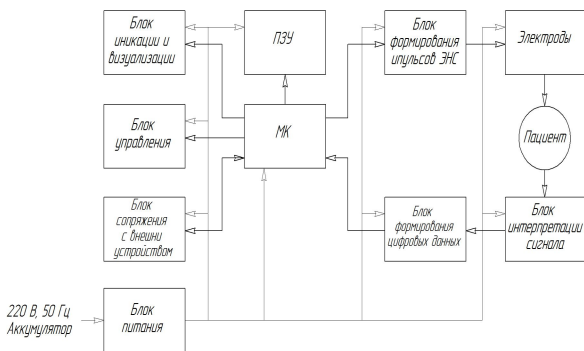 Блок
иникации и
визуализации
ПЗУ
Блок
формирования
ипульсов ЭНС
Электроды
Блок
управления
МК
Пациент
Блок
сопряжения
с внешни
устройством
Блок
формирования
цифровых данных
Блок
интерпретации
сигнала
220 В, 50 Гц
Аккумулятор
Блок
питания